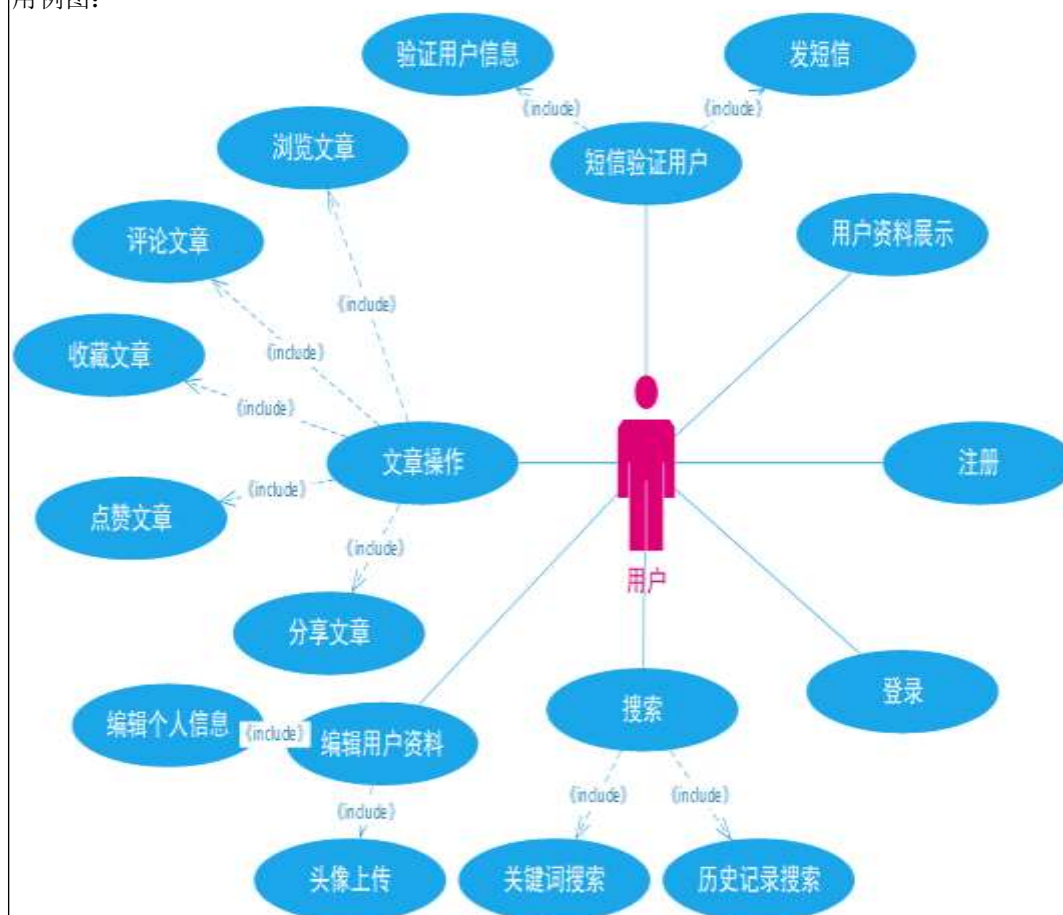 用例图：
验证用户信息
发短信
《include》
《include》
浏览文章
短信验证用户
评论文章
用户资料展示
《include》
《include》
收藏文章
《include》
文章操作
注册
《include》
点赞文章
《include》
用户
分享文章
编辑个人信息
《include》
编辑用户资料
搜索
登录
《include》
《include》
《include》
头像上传
关键词搜索
历史记录搜索